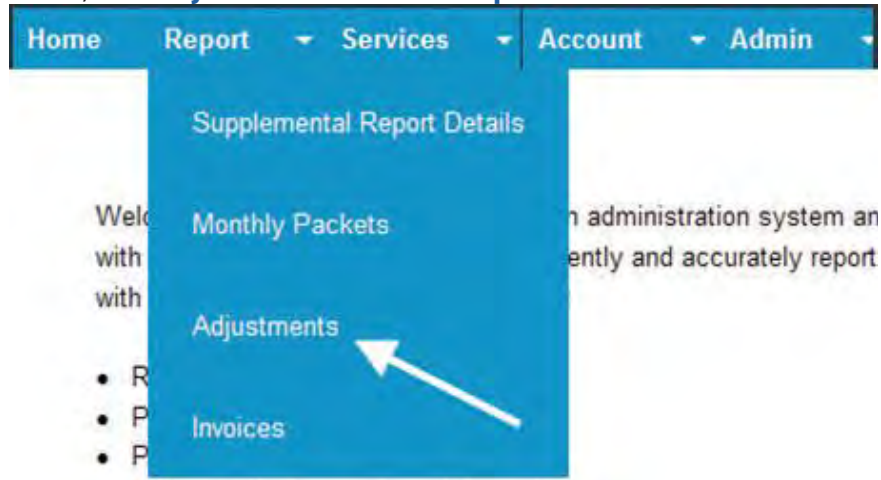 Home Report Services Account Admin
Supplemental Report Details
Welc
Monthly Packets
n administration system an
with
ently and accurately report
with
Adjustments
• R
• P
Invoices
• P